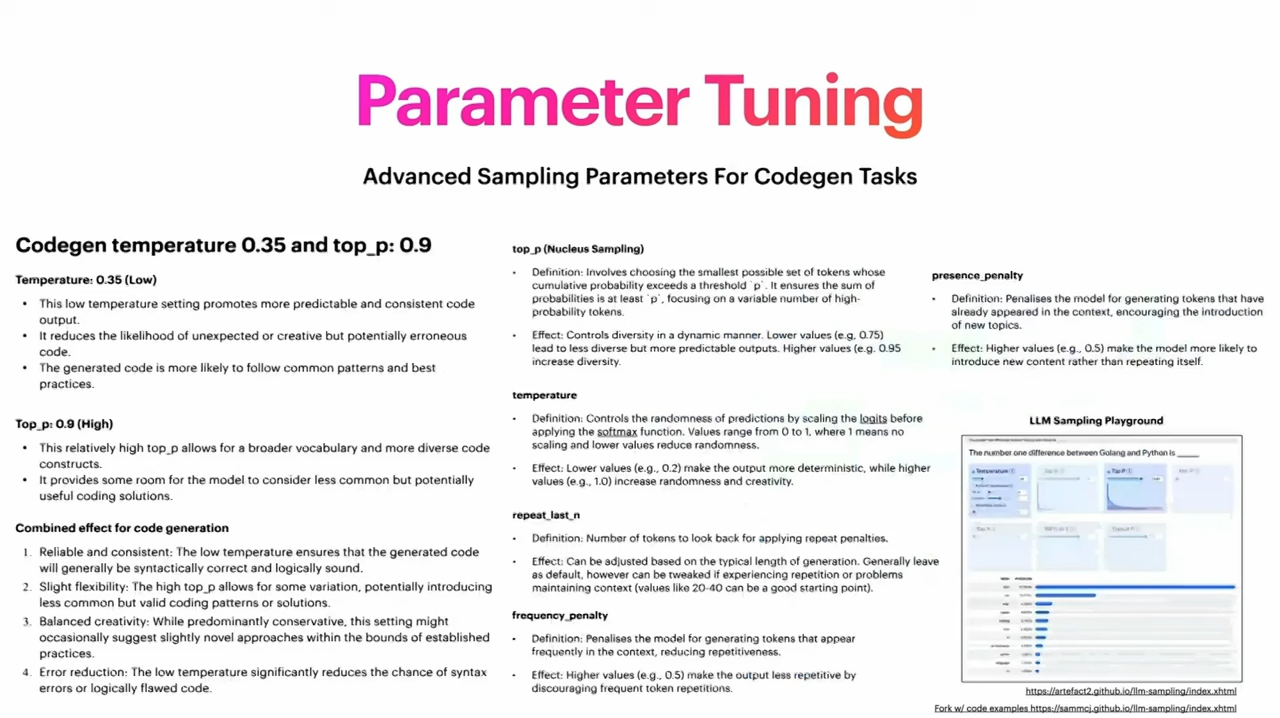 Parameter Tuning
Advanced Sampling Parameters For Codegen Tasks
Codegen temperature 0.35 and top_p: 0.9
Temperature: 0.35 (Low)
• This low temperature setting promotes more predictable and consistent code
output.
• It reduces the likelihood of unexpected or creative but potentially erroneous
code.
• The generated code is more likely to follow common patterns and best
practices.
Top_p: 0.9 (High)
• This relatively high top_p allows for a broader vocabulary and more diverse code
constructs.
• It provides some room for the model to consider less common but potentially
useful coding solutions.
Combined effect for code generation
1. Reliable and consistent: The low temperature ensures that the generated code
will generally be syntactically correct and logically sound.
2. Slight flexibility: The high top_p allows for some variation, potentially introducing
less common but valid coding patterns or solutions.
3. Balanced creativity: While predominantly conservative, this setting might
occasionally suggest slightly novel approaches within the bounds of established
practices.
4. Error reduction: The low temperature significantly reduces the chance of syntax
errors or logically flawed code.
top_p (Nucleus Sampling)
• Definition: Involves choosing the smallest possible set of tokens whose
cumulative probability exceeds a threshold `p`. It ensures the sum of
probabilities is at least `p`, focusing on a variable number of high-
probability tokens.
• Effect: Controls diversity in a dynamic manner. Lower values (e.g, 0.75)
lead to less diverse but more predictable outputs. Higher values (e.g. 0.95
increase diversity.
temperature
• Definition: Controls the randomness of predictions by scaling the logits before
applying the softmax function. Values range from 0 to 1, where 1 means no
scaling and lower values reduce randomness.
• Effect: Lower values (e.g., 0.2) make the output more deterministic, while higher
values (e.g., 1.0) increase randomness and creativity.
repeat_last_n
• Definition: Number of tokens to look back for applying repeat penalties.
• Effect: Can be adjusted based on the typical length of generation. Generally leave
as default, however can be tweaked if experiencing repetition or problems
maintaining context (values like 20-40 can be a good starting point).
frequency_penalty
• Definition: Penalises the model for generating tokens that appear
frequently in the context, reducing repetitiveness.
• Effect: Higher values (e.g., 0.5) make the output less repetitive by
discouraging frequent token repetitions.
presence_penalty
• Definition: Penalises the model for generating tokens that have
already appeared in the context, encouraging the introduction
of new topics.
• Effect: Higher values (e.g., 0.5) make the model more likely to
introduce new content rather than repeating itself.
LLM Sampling Playground
The number one difference between Golang and Python is _____
Temperature
Top P
https://artefact2.github.io/llm-sampling/index.xhtml
Fork w/ code examples https://sammcj.github.io/llm-sampling/index.xhtml